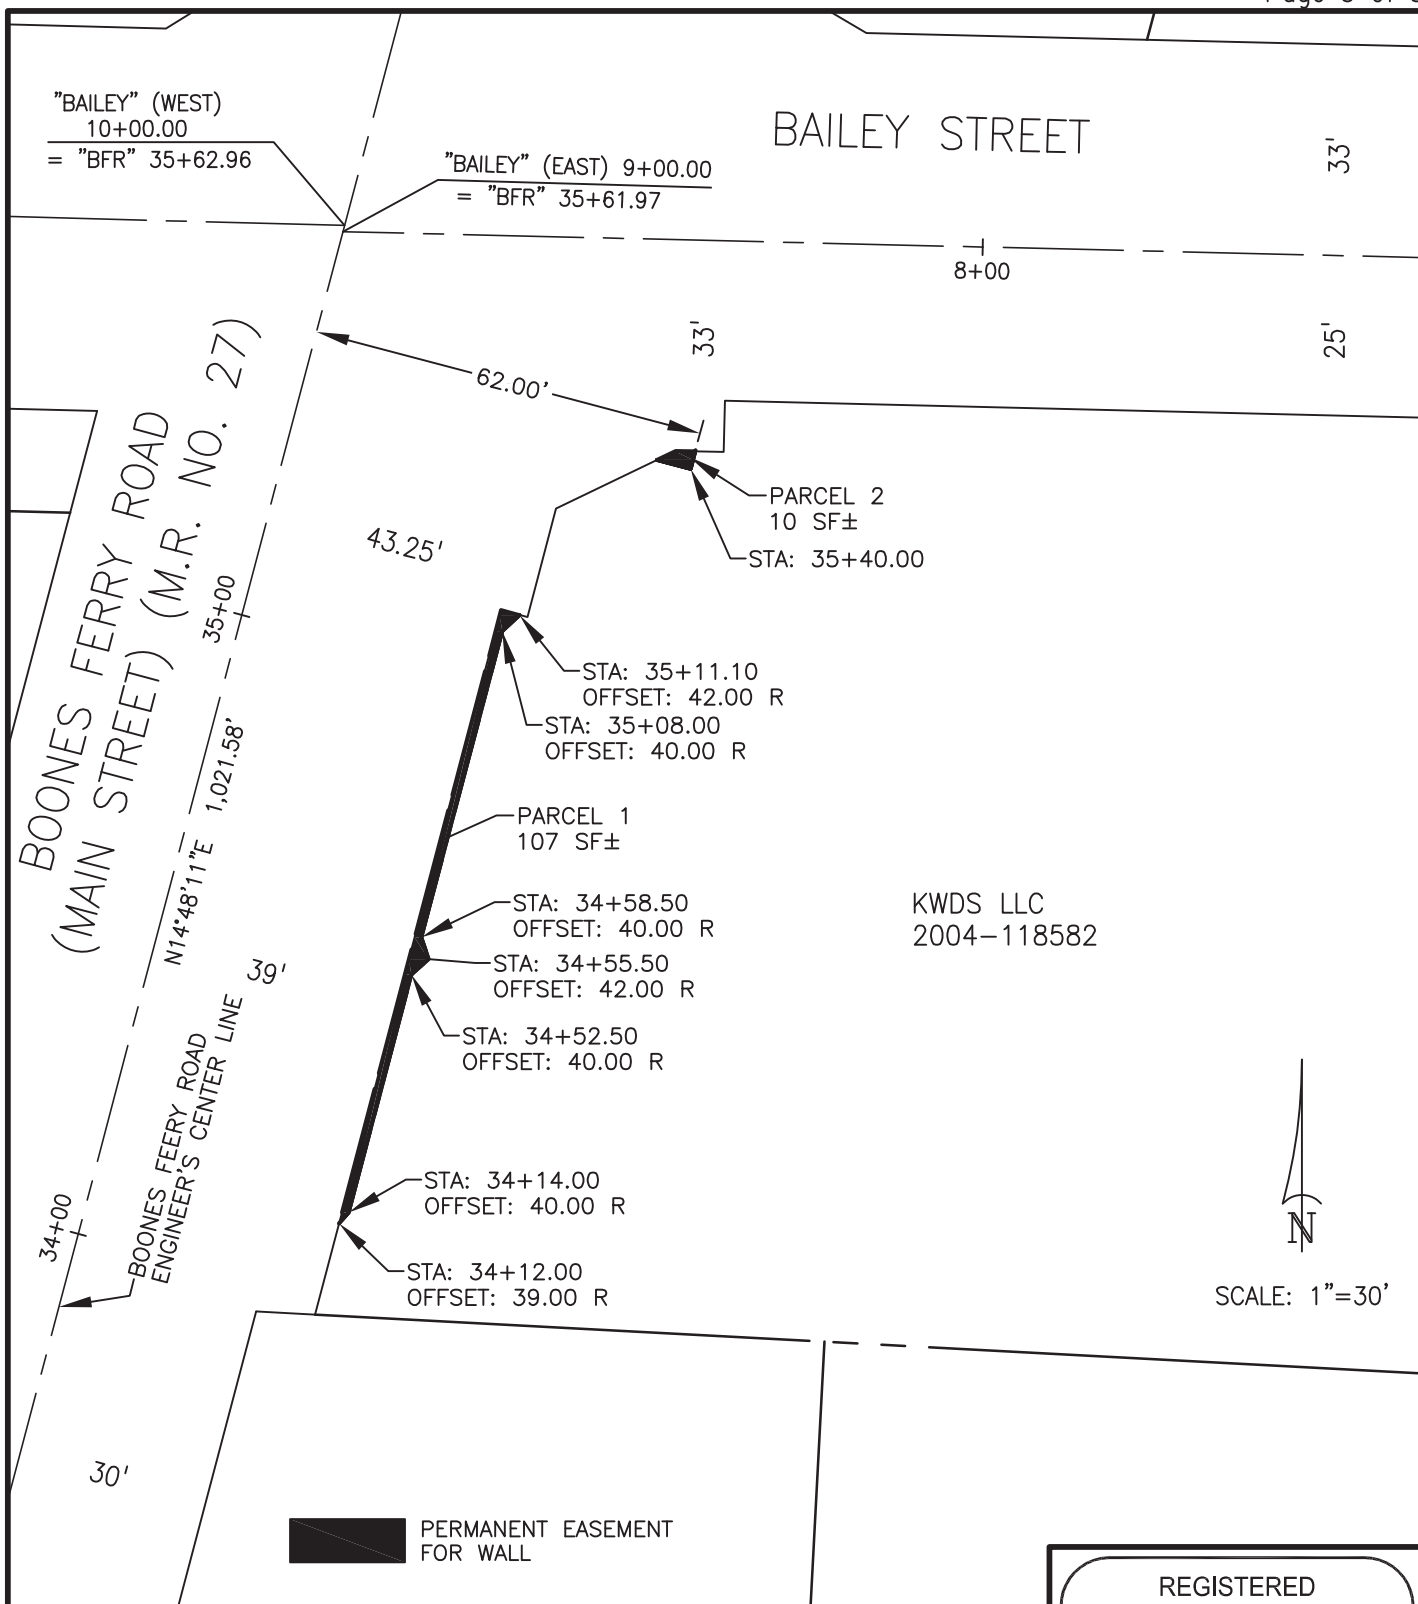 "BAILEY" (WEST)
10+00.00
= "BFR" 35+62.96
"BAILEY" (EAST) 9+00.00
= "BFR" 35+61.97
BAILEY STREET
33'
8+00
33'
25'
62.00'
BOONES FERRY ROAD
(MAIN STREET) (M.R. NO. 27)
43.25'
PARCEL 2
10 SF±
STA: 35+40.00
35+00
STA: 35+11.10
OFFSET: 42.00 R
STA: 35+08.00
OFFSET: 40.00 R
N14°48'11"E 1,021.58'
PARCEL 1
107 SF±
STA: 34+58.50
OFFSET: 40.00 R
KWDS LLC
2004-118582
39'
STA: 34+55.50
OFFSET: 42.00 R
STA: 34+52.50
OFFSET: 40.00 R
BOONES FEERY ROAD
ENGINEER'S CENTER LINE
34+00
STA: 34+14.00
OFFSET: 40.00 R
STA: 34+12.00
OFFSET: 39.00 R
N
SCALE: 1"=30'
30'
PERMANENT EASEMENT
FOR WALL
REGISTERED